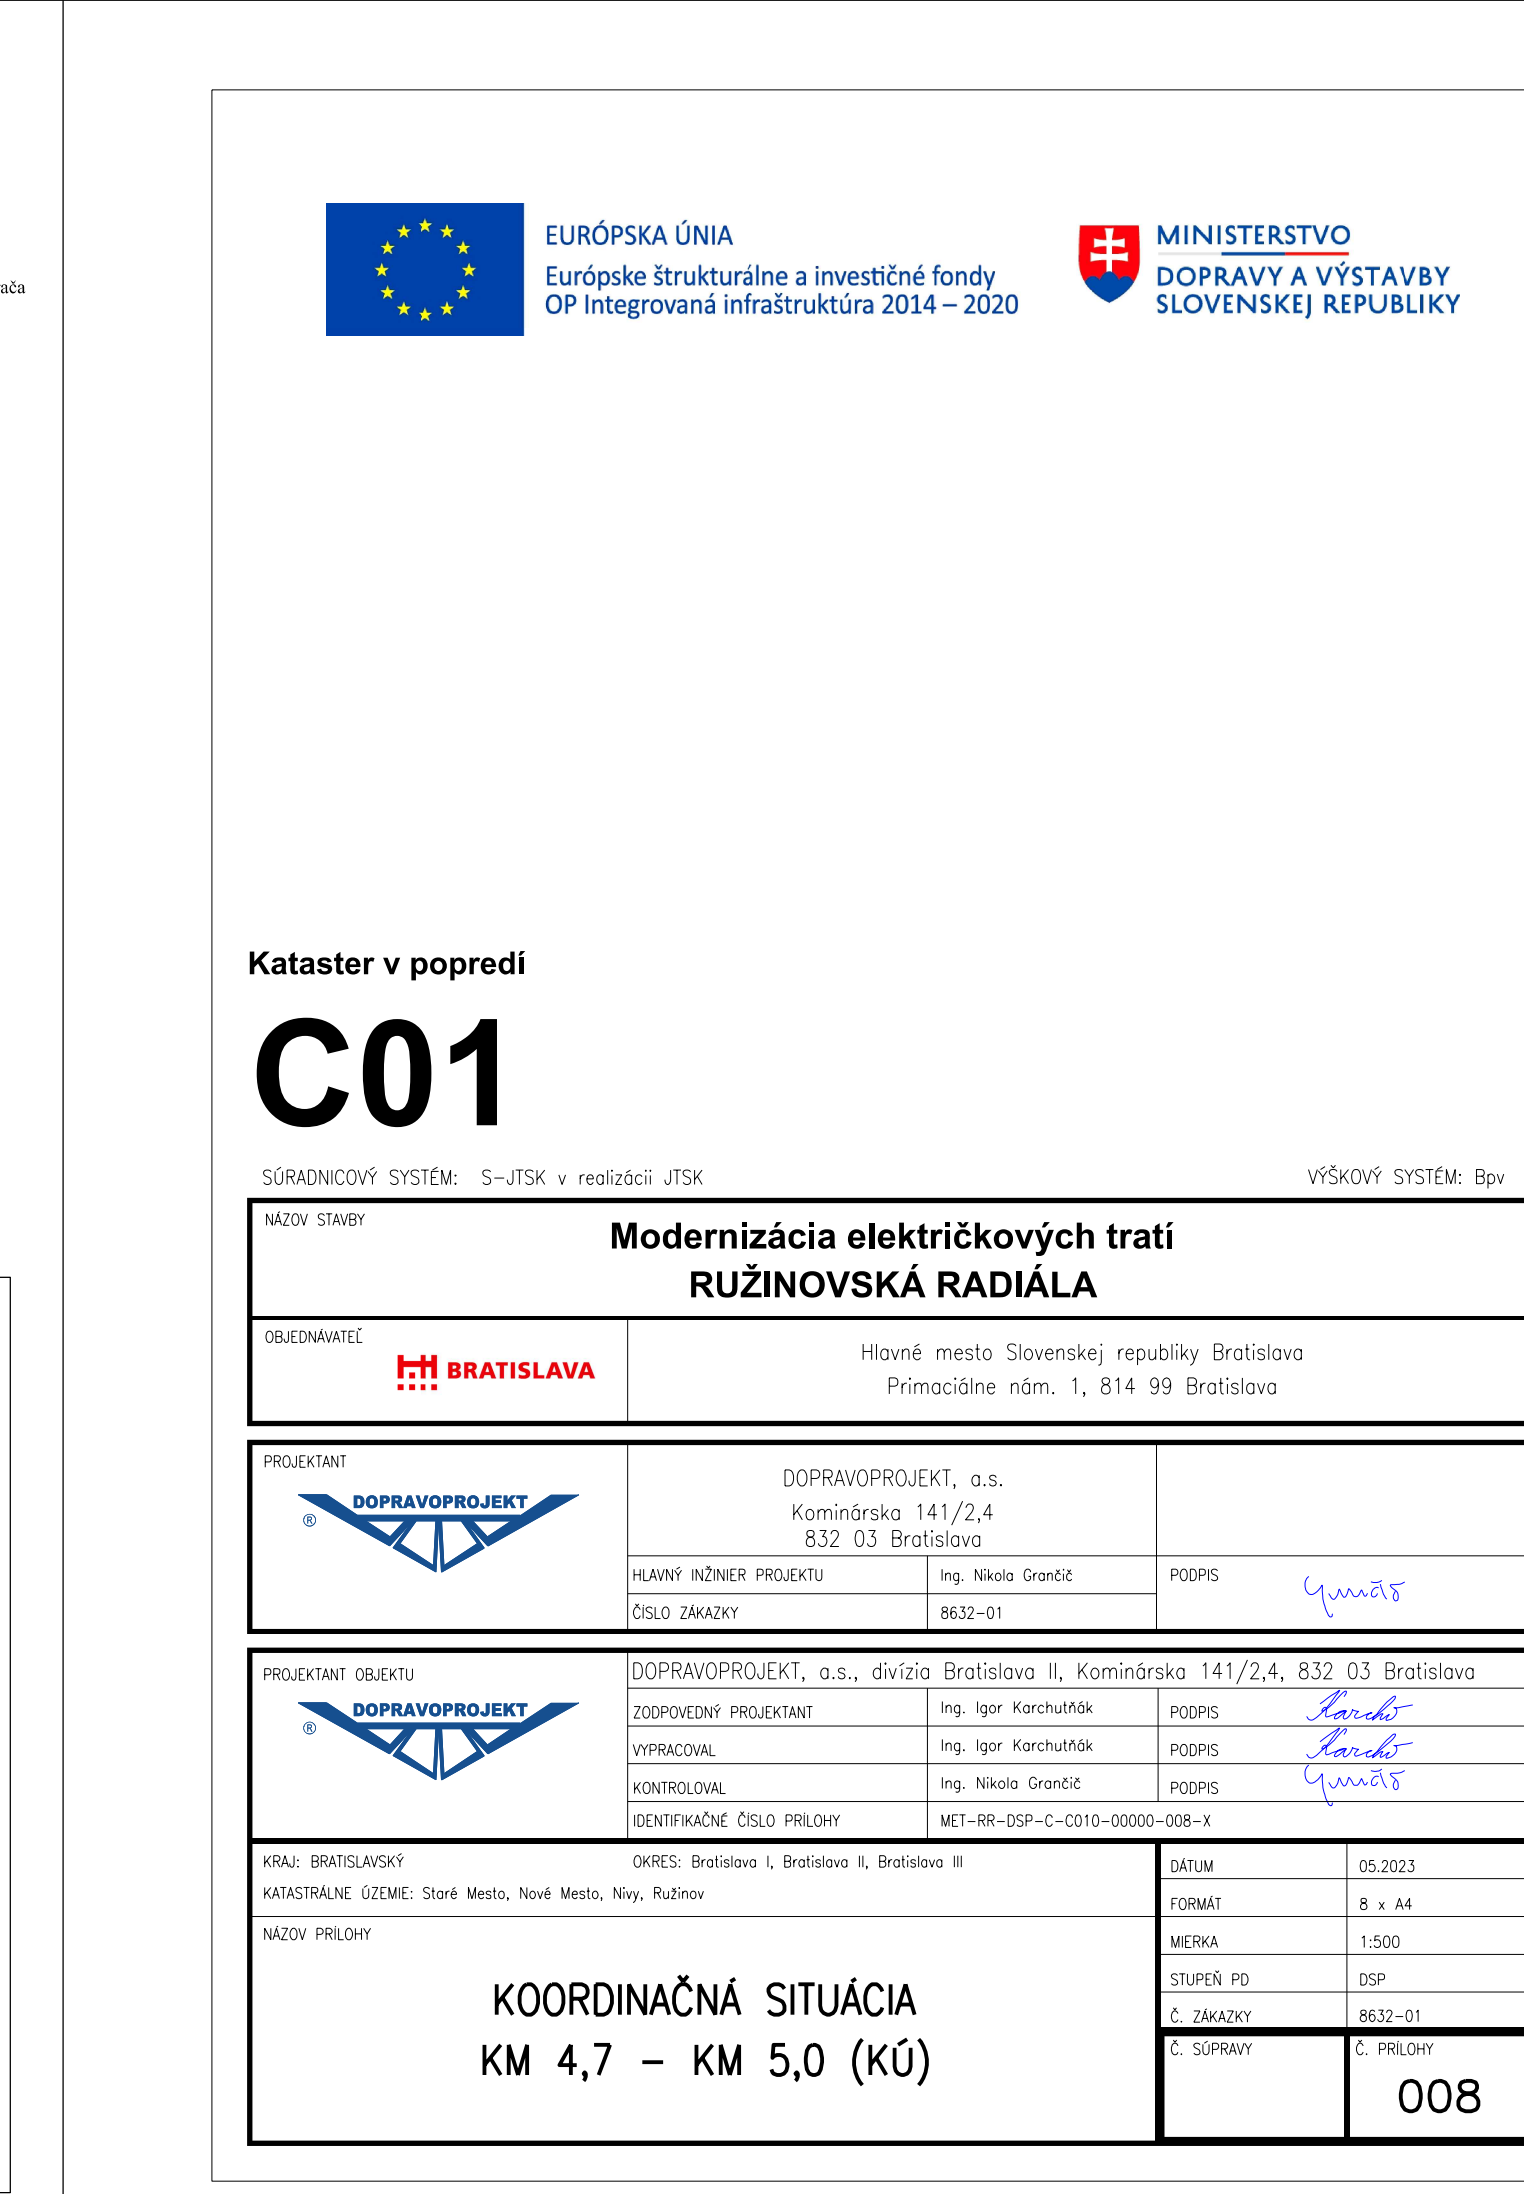 ača
EURÓPSKA ÚNIA
Európske štrukturálne a investičné fondy
OP Integrovaná infraštruktúra 2014 – 2020
MINISTERSTVO
DOPRAVY A VÝSTAVBY
SLOVENSKEJ REPUBLIKY
Kataster v popredí
C01
SÚRADNICOVÝ SYSTÉM: S-JTSK v realizácii JTSK
VÝŠKOVÝ SYSTÉM: Bpv
NÁZOV STAVBY
Modernizácia električkových tratí
RUŽINOVSKÁ RADIÁLA
OBJEDNÁVATEĽ
BRATISLAVA
Hlavné mesto Slovenskej republiky Bratislava
Primaciálne nám. 1, 814 99 Bratislava
PROJEKTANT
DOPRAVOPROJEKT
®
DOPRAVOPROJEKT, a.s.
Kominárska 141/2,4
832 03 Bratislava
HLAVNÝ INŽINIER PROJEKTU Ing. Nikola Grančič PODPIS
ČÍSLO ZÁKAZKY 8632-01
PROJEKTANT OBJEKTU
DOPRAVOPROJEKT
®
DOPRAVOPROJEKT, a.s., divízia Bratislava II, Kominárska 141/2,4, 832 03 Bratislava
ZODPOVEDNÝ PROJEKTANT Ing. Igor Karchutňák PODPIS
VYPRACOVAL Ing. Igor Karchutňák PODPIS
KONTROLOVAL Ing. Nikola Grančič PODPIS
IDENTIFIKAČNÉ ČÍSLO PRÍLOHY MET-RR-DSP-C-C010-00000-008-X
KRAJ: BRATISLAVSKÝ OKRES: Bratislava I, Bratislava II, Bratislava III
KATASTRÁLNE ÚZEMIE: Staré Mesto, Nové Mesto, Nivy, Ružinov
NÁZOV PRÍLOHY
KOORDINAČNÁ SITUÁCIA
KM 4,7 – KM 5,0 (KÚ)
DÁTUM 05.2023
FORMÁT 8 x A4
MIERKA 1:500
STUPEŇ PD DSP
Č. ZÁKAZKY 8632-01
Č. SÚPRAVY
Č. PRÍLOHY
008